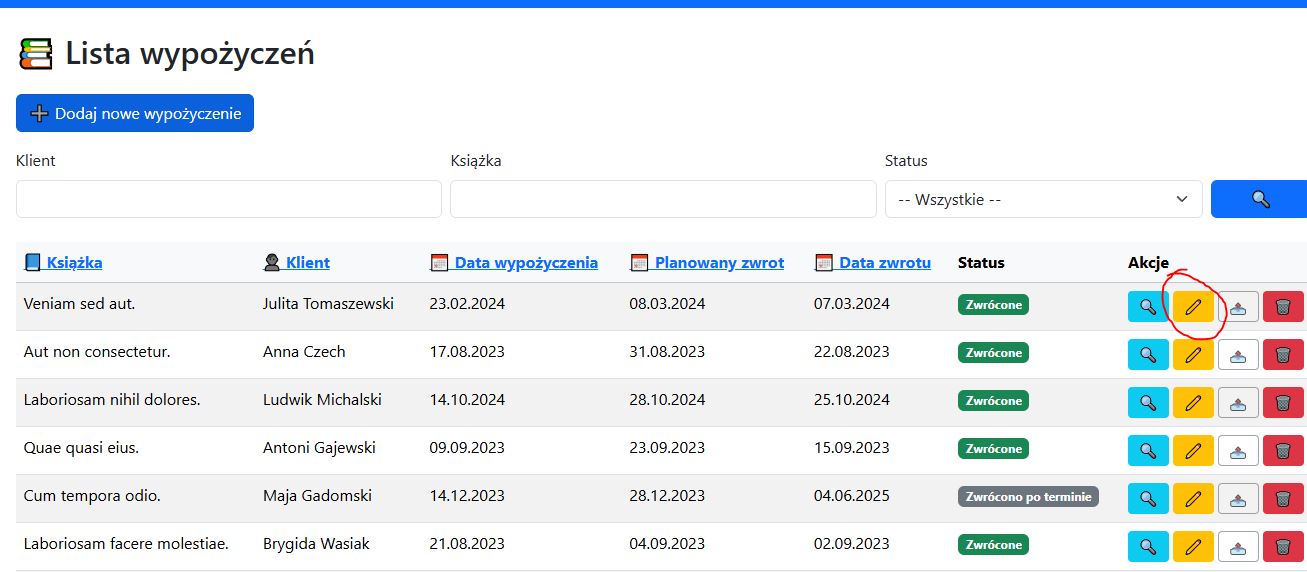 Lista wypożyczeń
Dodaj nowe wypożyczenie
Klient Książka Status
-- Wszystkie --
Książka Klient Data wypożyczenia Planowany zwrot Data zwrotu Status Akcje
Veniam sed aut. Julita Tomaszewski 23.02.2024 08.03.2024 07.03.2024 Zwrócone
Aut non consectetur. Anna Czech 17.08.2023 31.08.2023 22.08.2023 Zwrócone
Laboriosam nihil dolores. Ludwik Michalski 14.10.2024 28.10.2024 25.10.2024 Zwrócone
Quae quasi eius. Antoni Gajewski 09.09.2023 23.09.2023 15.09.2023 Zwrócone
Cum tempora odio. Maja Gadomski 14.12.2023 28.12.2023 04.06.2025 Zwrócono po terminie
Laboriosam facere molestiae. Brygida Wasiak 21.08.2023 04.09.2023 02.09.2023 Zwrócone